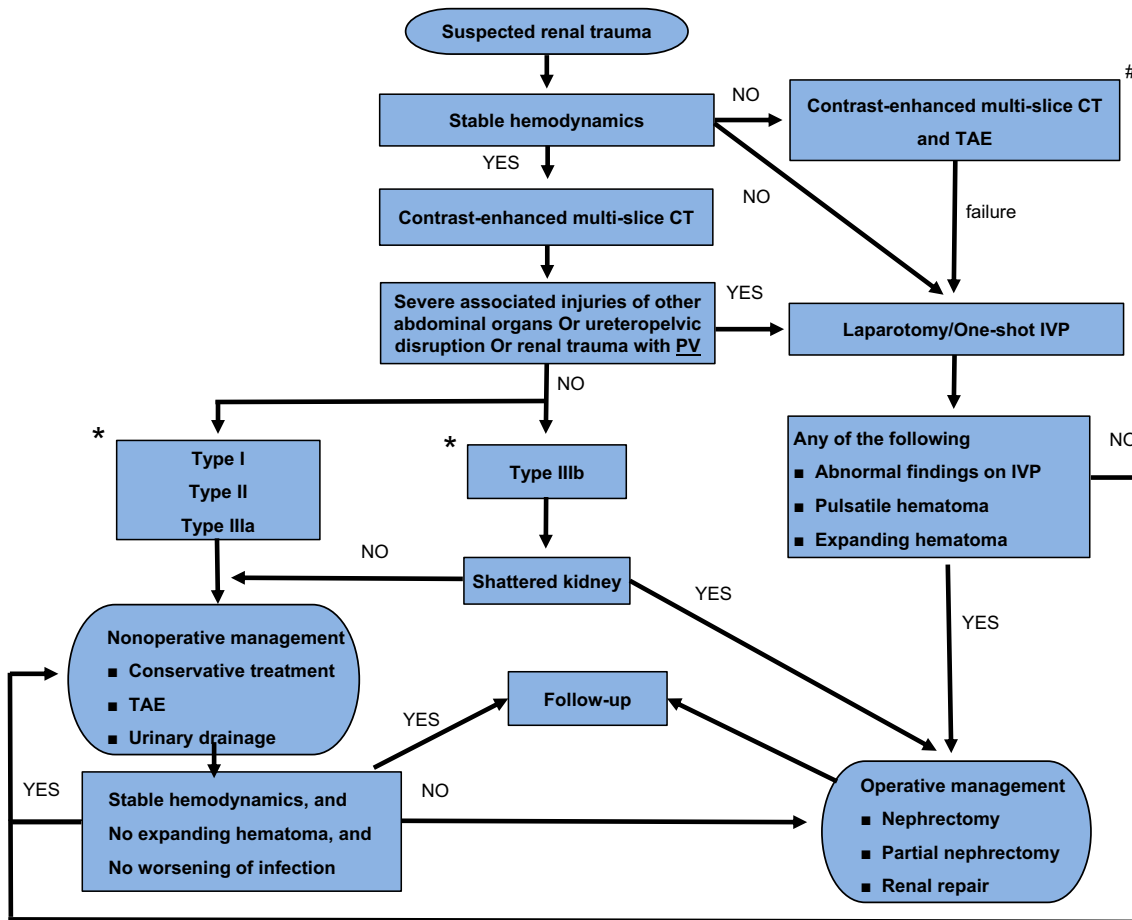 Suspected renal trauma
#
NO
Stable hemodynamics
Contrast-enhanced multi-slice CT
and TAE
YES
NO
Contrast-enhanced multi-slice CT
failure
Severe associated injuries of other
abdominal organs Or ureteropelvic
disruption Or renal trauma with PV
YES
Laparotomy/One-shot IVP
NO
*
Type I
Type II
Type IIIa
*
Type IIIb
Any of the following
■ Abnormal findings on IVP
■ Pulsatile hematoma
■ Expanding hematoma
NO
NO
Shattered kidney
YES
YES
Nonoperative management
■ Conservative treatment
■ TAE
■ Urinary drainage
YES
Follow-up
YES
Stable hemodynamics, and
No expanding hematoma, and
No worsening of infection
NO
Operative management
■ Nephrectomy
■ Partial nephrectomy
■ Renal repair